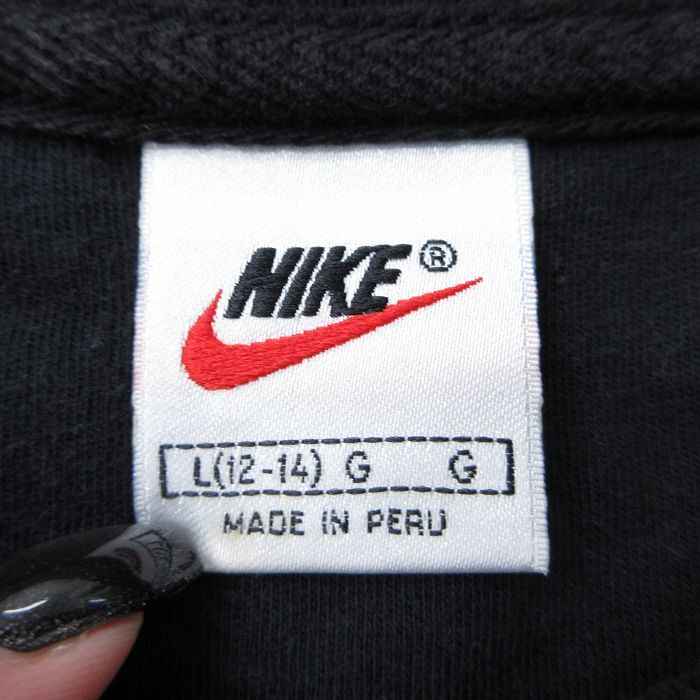 NIKE®
L(12-14) G G
MADE IN PERU